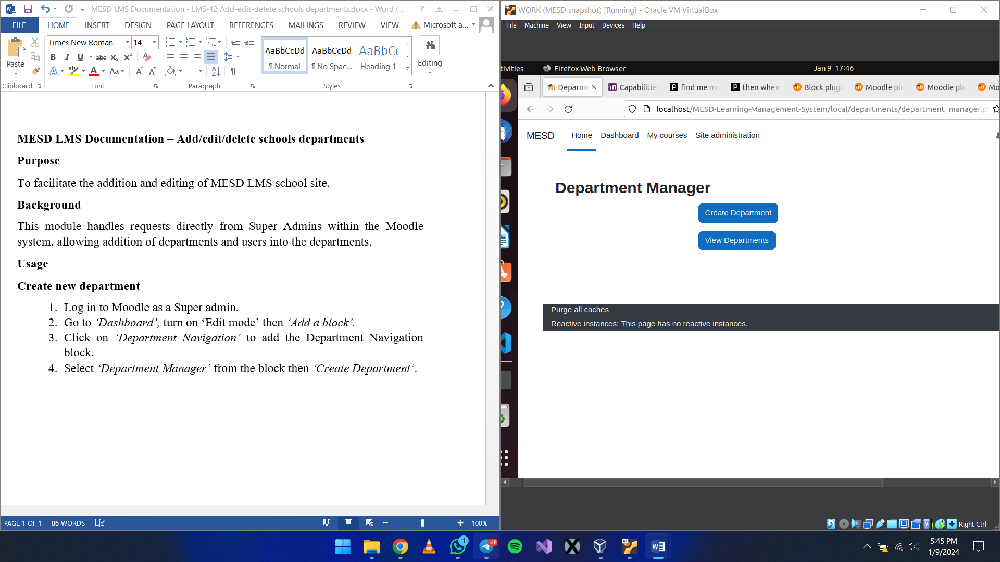 MESD LMS Documentation - LMS-12 Add-edit-delete schools departments.docx - Word (...
FILE HOME INSERT DESIGN PAGE LAYOUT REFERENCES MAILINGS REVIEW VIEW Microsoft a...
Times New Roman 14
Paste
B I U abc x₂ x² A
A ab A Aa A A
AaBbCcDd AaBbCcDd AaBbCc
¶ Normal ¶ No Spac... Heading 1
Editing
Clipboard Font Paragraph Styles
MESD LMS Documentation – Add/edit/delete schools departments
Purpose
To facilitate the addition and editing of MESD LMS school site.
Background
This module handles requests directly from Super Admins within the Moodle
system, allowing addition of departments and users into the departments.
Usage
Create new department
1. Log in to Moodle as a Super admin.
2. Go to ‘Dashboard’, turn on ‘Edit mode’ then ‘Add a block’.
3. Click on ‘Department Navigation’ to add the Department Navigation
block.
4. Select ‘Department Manager’ from the block then ‘Create Department’.
PAGE 1 OF 1 86 WORDS 100%
WORK (MESD snapshot) [Running] - Oracle VM VirtualBox
File Machine View Input Devices Help
tivities Firefox Web Browser Jan 9 17:46
Deparme Capabilitie find me mo then when Block plugi Moodle plu Moodle plu Mo
localhost/MESD-Learning-Management-System/local/departments/department_manager.p
MESD Home Dashboard My courses Site administration
Department Manager
Create Department
View Departments
Purge all caches
Reactive instances: This page has no reactive instances.
Right Ctrl
1 ..48 64
5:45 PM
1/9/2024